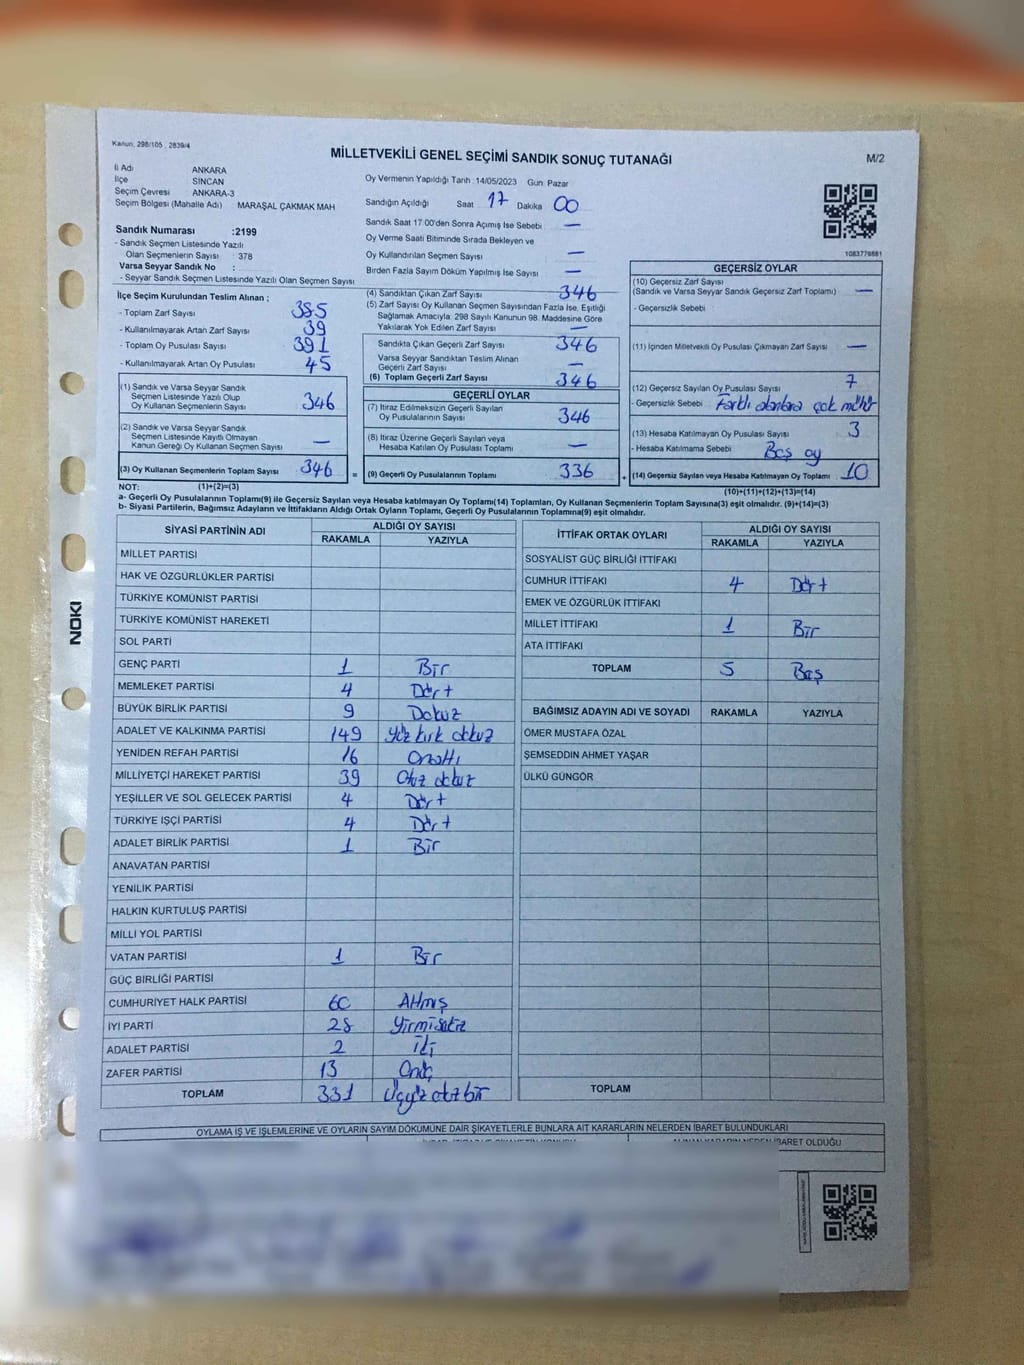 Kanun, 298/105 , 2839/4
MİLLETVEKİLİ GENEL SEÇİMİ SANDIK SONUÇ TUTANAĞI
M/2
İl Adı ANKARA
İlçe SİNCAN
Seçim Çevresi ANKARA-3
Seçim Bölgesi (Mahalle Adı) MARAŞAL ÇAKMAK MAH
Oy Vermenin Yapıldığı Tarih :14/05/2023 Gün: Pazar
Sandığın Açıldığı Saat 17 Dakika 00
Sandık Saat 17:00'den Sonra Açımış İse Sebebi —
Oy Verme Saati Bitiminde Sırada Bekleyen ve
Oy Kullandırılan Seçmen Sayısı —
Birden Fazla Sayım Döküm Yapılmış İse Sayısı —
1083776681
Sandık Numarası :2199
- Sandık Seçmen Listesinde Yazılı
Olan Seçmenlerin Sayısı : 378
Varsa Seyyar Sandık No :
- Seyyar Sandık Seçmen Listesinde Yazılı Olan Seçmen Sayısı
İlçe Seçim Kurulundan Teslim Alınan ;
- Toplam Zarf Sayısı 385
- Kullanılmayarak Artan Zarf Sayısı 39
- Toplam Oy Pusulası Sayısı 391
- Kullanılmayarak Artan Oy Pusulası 45
(1) Sandık ve Varsa Seyyar Sandık
Seçmen Listesinde Yazılı Olup
Oy Kullanan Seçmenlerin Sayısı 346
(2) Sandık ve Varsa Seyyar Sandık
Seçmen Listesinde Kayıtlı Olmayan
Kanun Gereği Oy Kullanan Seçmen Sayısı —
(3) Oy Kullanan Seçmenlerin Toplam Sayısı 346 =
(4) Sandıktan Çıkan Zarf Sayısı 346
(5) Zarf Sayısı Oy Kullanan Seçmen Sayısından Fazla İse, Eşitliği
Sağlamak Amacıyla; 298 Sayılı Kanunun 98. Maddesine Göre
Yakılarak Yok Edilen Zarf Sayısı —
Sandıkta Çıkan Geçerli Zarf Sayısı 346
Varsa Seyyar Sandıktan Teslim Alınan
Geçerli Zarf Sayısı —
(6) Toplam Geçerli Zarf Sayısı 346
GEÇERLİ OYLAR
(7) İtiraz Edilmeksizin Geçerli Sayılan
Oy Pusulalarının Sayısı 346
(8) İtiraz Üzerine Geçerli Sayılan veya
Hesaba Katılan Oy Pusulası Toplamı —
(9) Geçerli Oy Pusulalarının Toplamı 336 +
GEÇERSİZ OYLAR
(10) Geçersiz Zarf Sayısı
(Sandık ve Varsa Seyyar Sandık Geçersiz Zarf Toplamı) —
- Geçersizlik Sebebi
(11) İçinden Milletvekili Oy Pusulası Çıkmayan Zarf Sayısı —
(12) Geçersiz Sayılan Oy Pusulası Sayısı 7
- Geçersizlik Sebebi Farklı alanlara çok mühür
(13) Hesaba Katılmayan Oy Pusulası Sayısı 3
- Hesaba Katılmama Sebebi Boş oy
(14) Geçersiz Sayılan veya Hesaba Katılmayan Oy Toplamı 10
NOT: (1)+(2)=(3)
(10)+(11)+(12)+(13)=(14)
a- Geçerli Oy Pusulalarının Toplamı(9) ile Geçersiz Sayılan veya Hesaba katılmayan Oy Toplamı(14) Toplamları, Oy Kullanan Seçmenlerin Toplam Sayısına(3) eşit olmalıdır. (9)+(14)=(3)
b- Siyasi Partilerin, Bağımsız Adayların ve İttifakların Aldığı Ortak Oyların Toplamı, Geçerli Oy Pusulalarının Toplamına(9) eşit olmalıdır.
SİYASİ PARTİNİN ADI ALDIĞI OY SAYISI
RAKAMLA YAZIYLA
MİLLET PARTİSİ
HAK VE ÖZGÜRLÜKLER PARTİSİ
TÜRKİYE KOMÜNİST PARTİSİ
TÜRKİYE KOMÜNİST HAREKETİ
SOL PARTİ
GENÇ PARTİ 1 Bir
MEMLEKET PARTİSİ 4 Dört
BÜYÜK BİRLİK PARTİSİ 9 Dokuz
ADALET VE KALKINMA PARTİSİ 149 Yüz kırk dokuz
YENİDEN REFAH PARTİSİ 16 Onaltı
MİLLİYETÇİ HAREKET PARTİSİ 39 Otuz dokuz
YEŞİLLER VE SOL GELECEK PARTİSİ 4 Dört
TÜRKİYE İŞÇİ PARTİSİ 4 Dört
ADALET BİRLİK PARTİSİ 1 Bir
ANAVATAN PARTİSİ
YENİLİK PARTİSİ
HALKIN KURTULUŞ PARTİSİ
MİLLİ YOL PARTİSİ
VATAN PARTİSİ 1 Bir
GÜÇ BİRLİĞİ PARTİSİ
CUMHURİYET HALK PARTİSİ 60 Altmış
İYİ PARTİ 28 Yirmisekiz
ADALET PARTİSİ 2 İki
ZAFER PARTİSİ 13 Onüç
TOPLAM 331 Üçyüz otuz bir
İTTİFAK ORTAK OYLARI ALDIĞI OY SAYISI
RAKAMLA YAZIYLA
SOSYALİST GÜÇ BİRLİĞİ İTTİFAKI
CUMHUR İTTİFAKI 4 Dört
EMEK VE ÖZGÜRLÜK İTTİFAKI
MİLLET İTTİFAKI 1 Bir
ATA İTTİFAKI
TOPLAM 5 Beş
BAĞIMSIZ ADAYIN ADI VE SOYADI RAKAMLA YAZIYLA
ÖMER MUSTAFA ÖZAL
ŞEMSEDDİN AHMET YAŞAR
ÜLKÜ GÜNGÖR
TOPLAM
OYLAMA İŞ VE İŞLEMLERİNE VE OYLARIN SAYIM DÖKÜMÜNE DAİR ŞİKAYETLERLE BUNLARA AİT KARARLARIN NELERDEN İBARET BULUNDUKLARI
İBARET OLDUĞU
NOKI